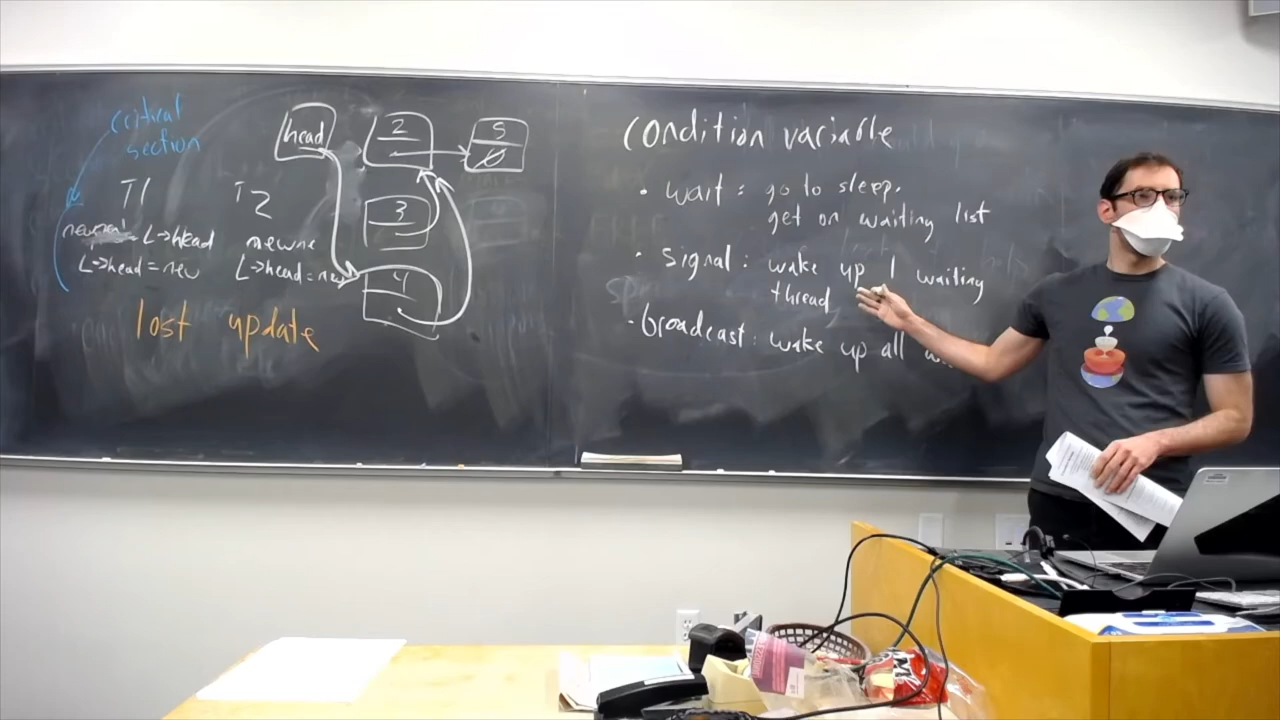 critical
section
T1
T2
L->head
L->head = new
newne
L->head = new
lost update
head
2
5
3
4
condition variable
• wait : go to sleep.
get on waiting list
• signal : wake up 1 waiting
thread
• broadcast : wake up all